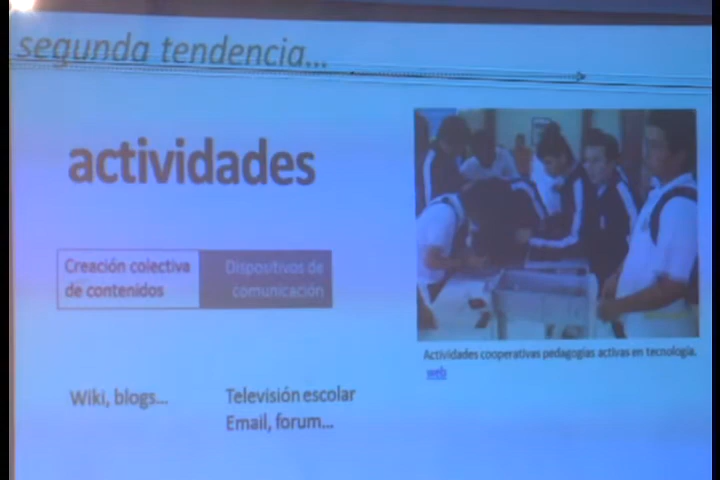 segunda tendencia...
actividades
Creación colectiva
de contenidos
Dispositivos de
comunicación
Wiki, blogs...
Televisión escolar
Email, forum...
Actividades cooperativas pedagogías activas en tecnología.
web